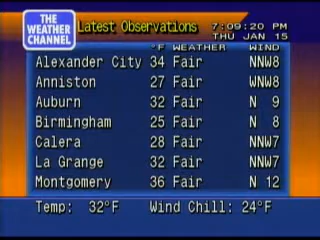 THE
WEATHER
CHANNEL
Latest Observations 7:09:20 PM
THU JAN 15
°F WEATHER WIND
Alexander City 34 Fair NNW8
Anniston 27 Fair WNW8
Auburn 32 Fair N 9
Birmingham 25 Fair N 8
Calera 28 Fair NNW7
La Grange 32 Fair NNW7
Montgomery 36 Fair N 12
Temp: 32°F Wind Chill: 24°F